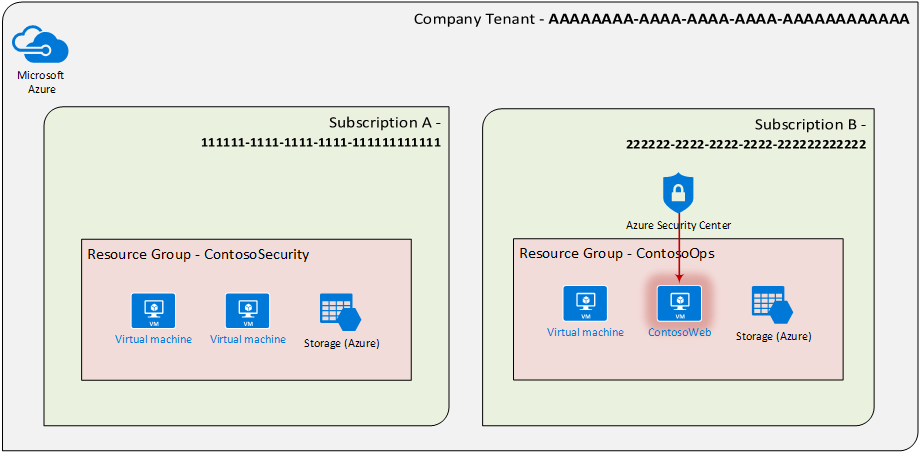 Company Tenant - AAAAAAAA-AAAA-AAAA-AAAA-AAAAAAAAAAAA
Microsoft
Azure
Subscription A -
111111-1111-1111-1111-111111111111
Resource Group - ContosoSecurity
VM
Virtual machine
VM
Virtual machine
Storage (Azure)
Subscription B -
222222-2222-2222-2222-222222222222
Azure Security Center
Resource Group - ContosoOps
VM
Virtual machine
VM
ContosoWeb
Storage (Azure)